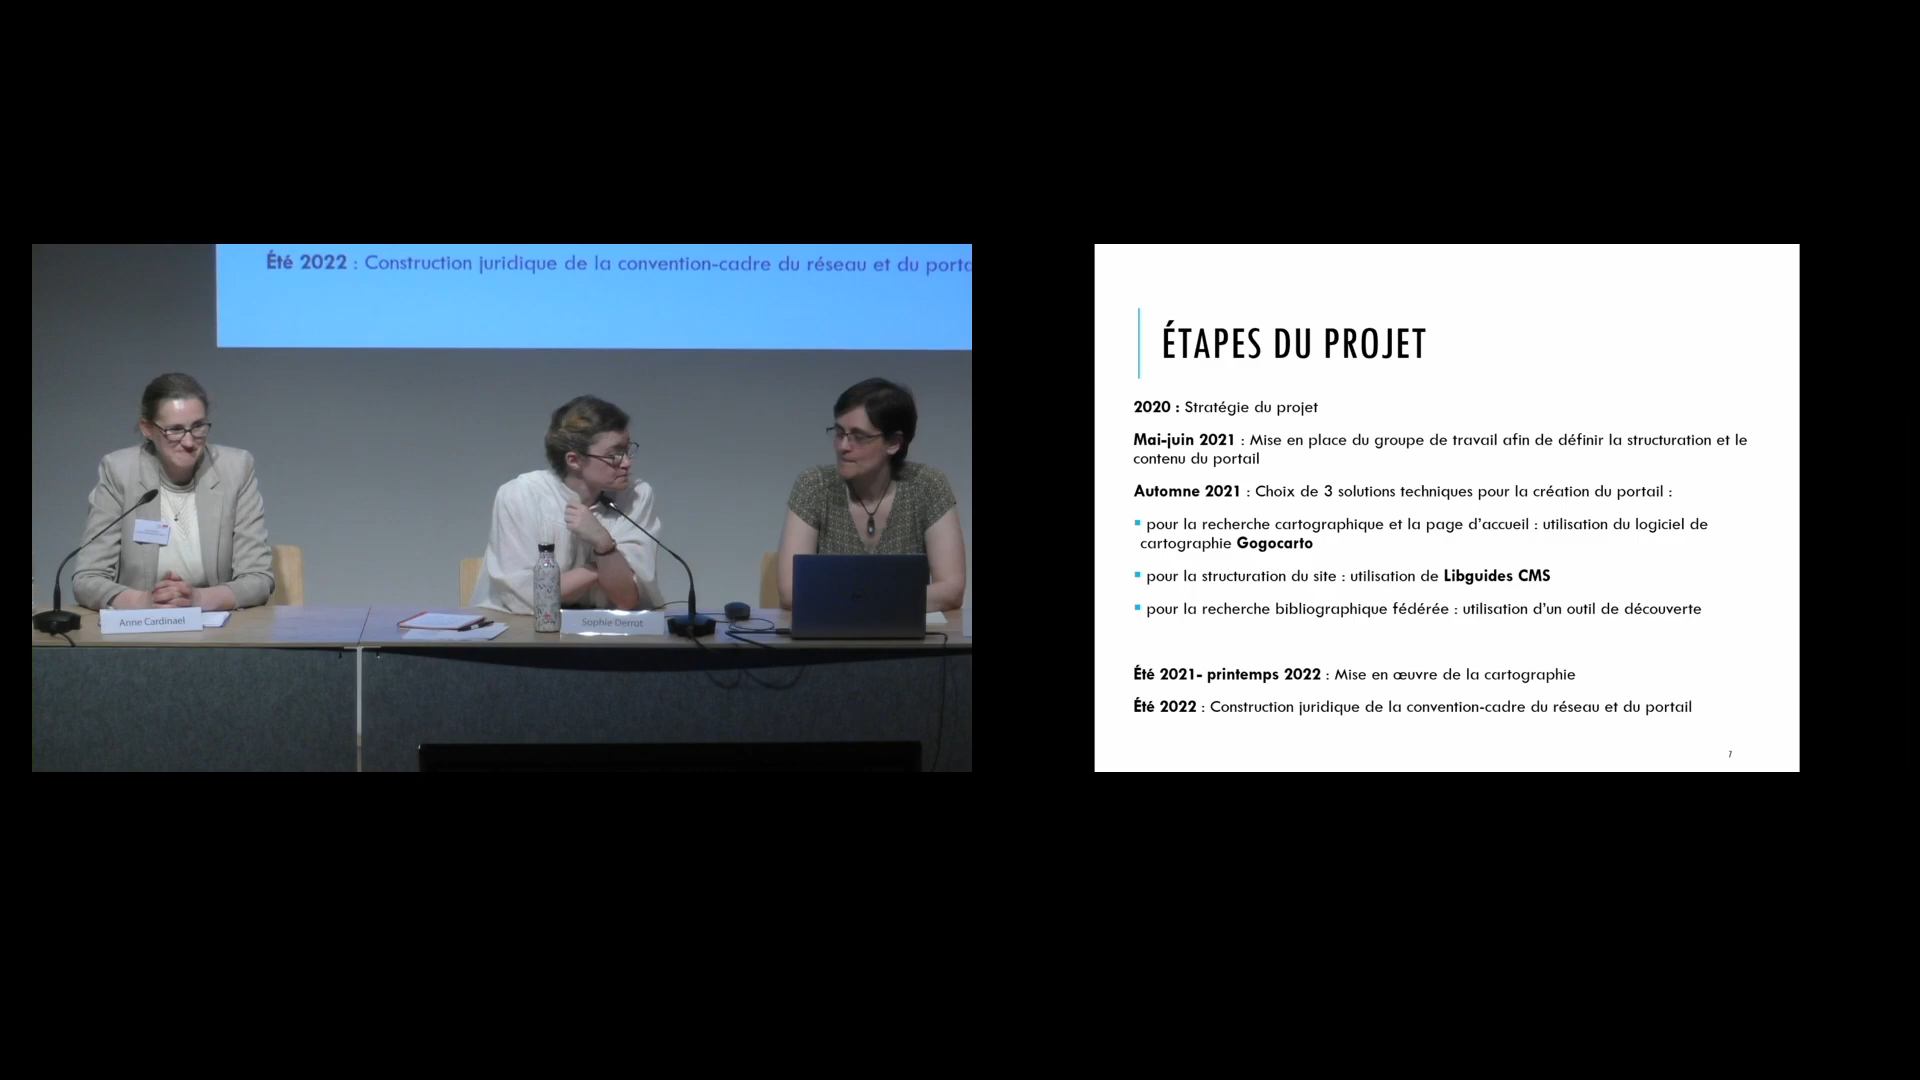 Été 2022 : Construction juridique de la convention-cadre du réseau et du
Anne Cardinael
Sophie Derrot
ÉTAPES DU PROJET
2020 : Stratégie du projet
Mai-juin 2021 : Mise en place du groupe de travail afin de définir la structuration et le
contenu du portail
Automne 2021 : Choix de 3 solutions techniques pour la création du portail :
pour la recherche cartographique et la page d’accueil : utilisation du logiciel de
cartographie Gogocarto
pour la structuration du site : utilisation de Libguides CMS
pour la recherche bibliographique fédérée : utilisation d’un outil de découverte
Été 2021- printemps 2022 : Mise en œuvre de la cartographie
Été 2022 : Construction juridique de la convention-cadre du réseau et du portail
7